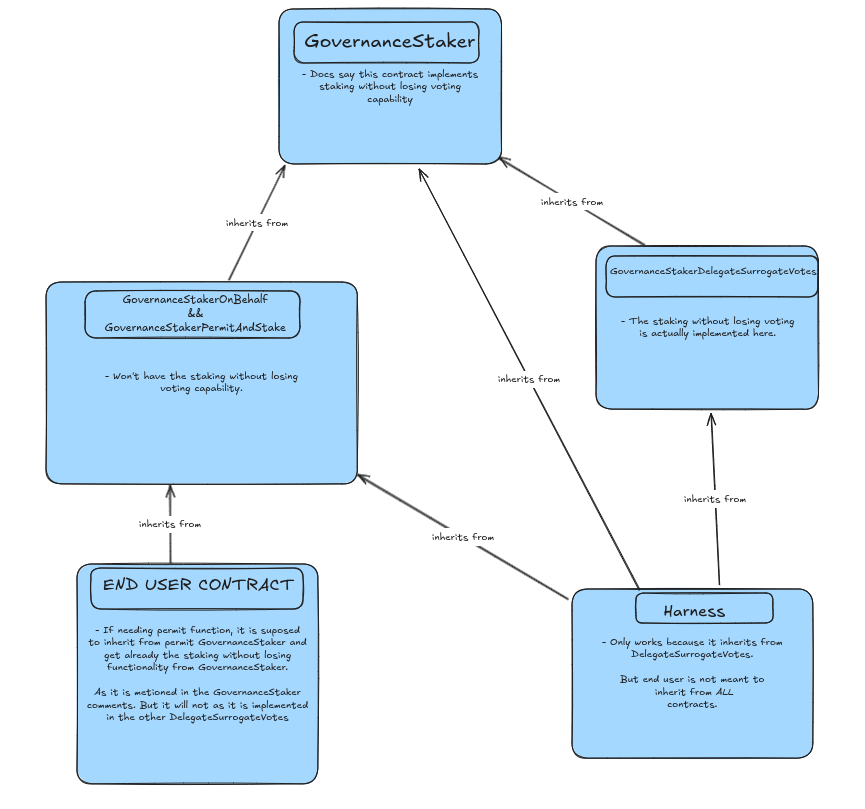 GovernanceStaker
- Docs say this contract implements
staking without losing voting
capability
inherits from
inherits from
GovernanceStakerDelegateSurrogateVotes
- The staking without losing voting
is actually implemented here.
GovernanceStakerOnBehalf
&&
GovernanceStakerPermitAndStake
- Won't have the staking without losing
voting capability.
inherits from
inherits from
inherits from
inherits from
END USER CONTRACT
- If needing permit function, it is suposed
to inherit from permit GovernanceStaker and
get already the staking without losing
functionality from GovernanceStaker.
As it is metioned in the GovernanceStaker
comments. But it will not as it is implemented
in the other DelegateSurrogateVotes
Harness
- Only works because it inherits from
DelegateSurrogateVotes.
But end user is not meant to
inherit from ALL
contracts.